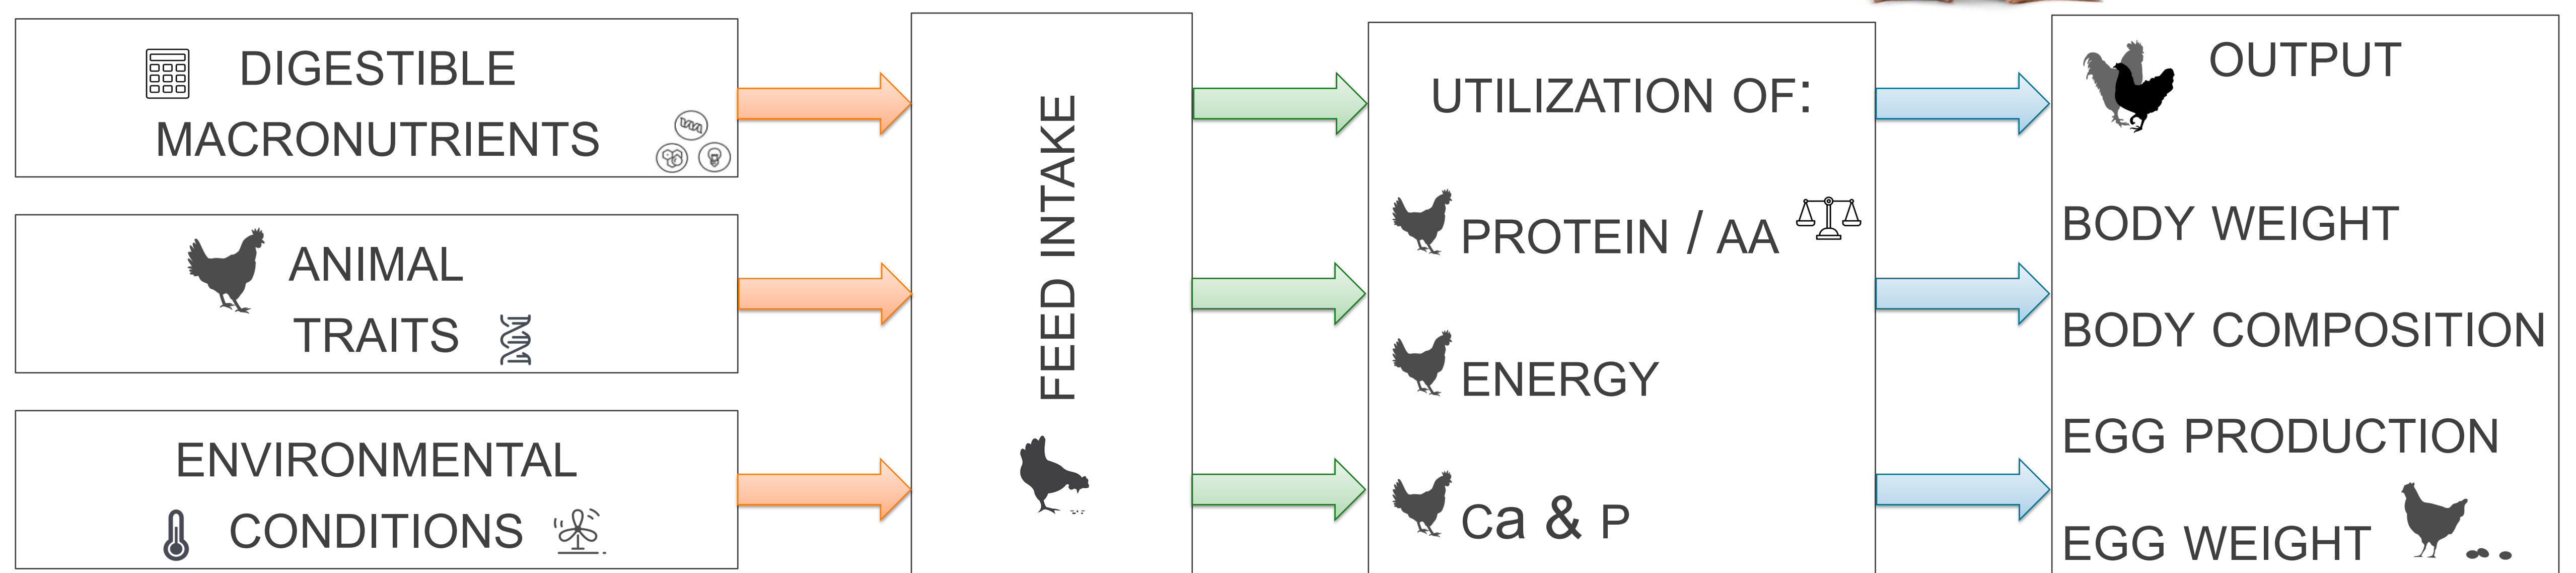 DIGESTIBLE
MACRONUTRIENTS
ANIMAL
TRAITS
ENVIRONMENTAL
CONDITIONS
FEED INTAKE
UTILIZATION OF:
PROTEIN / AA
ENERGY
Ca & P
OUTPUT
BODY WEIGHT
BODY COMPOSITION
EGG PRODUCTION
EGG WEIGHT